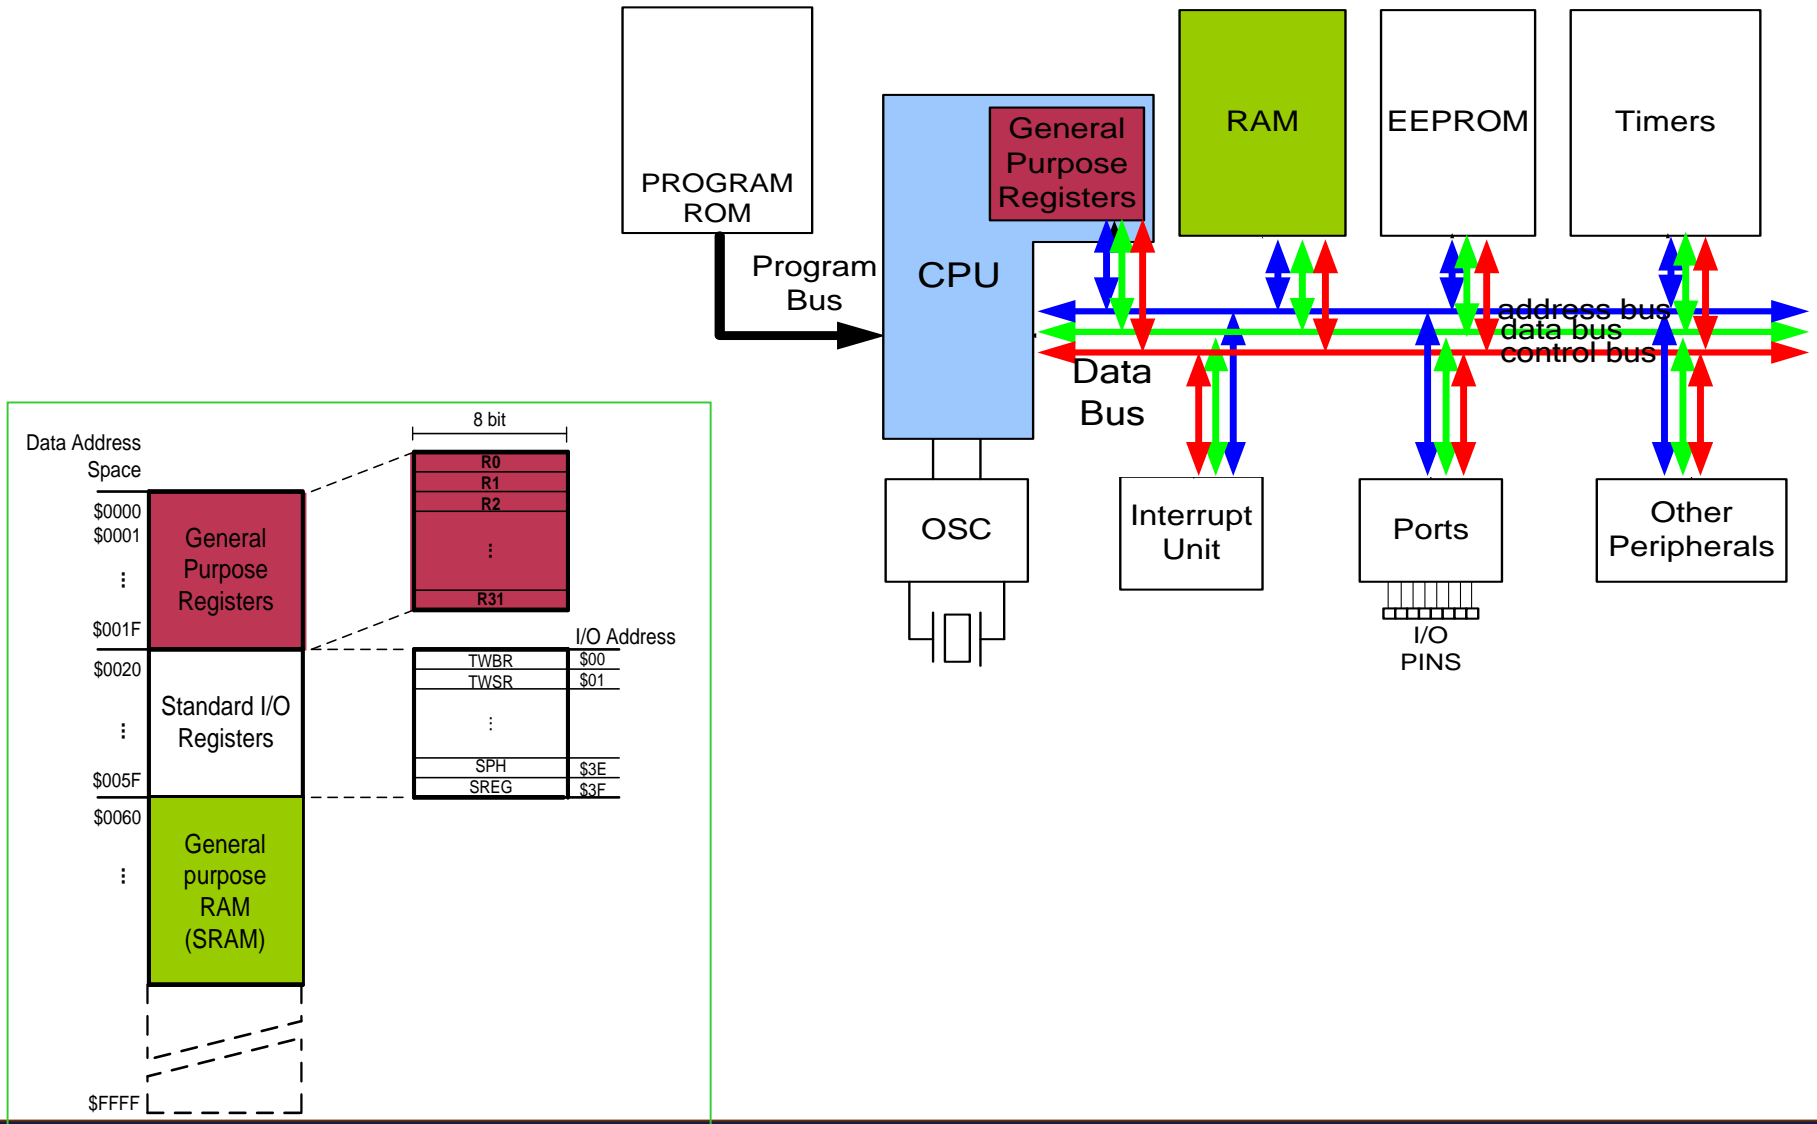 PROGRAM
ROM
Program
Bus
CPU
General
Purpose
Registers
RAM
EEPROM
Timers
address bus
data bus
control bus
Data
Bus
OSC
Interrupt
Unit
Ports
I/O
PINS
Other
Peripherals
Data Address
Space
$0000
$0001
⋮
$001F
$0020
⋮
$005F
$0060
⋮
$FFFF
General
Purpose
Registers
Standard I/O
Registers
General
purpose
RAM
(SRAM)
8 bit
R0
R1
R2
⋮
R31
I/O Address
TWBR $00
TWSR $01
⋮
SPH $3E
SREG $3F